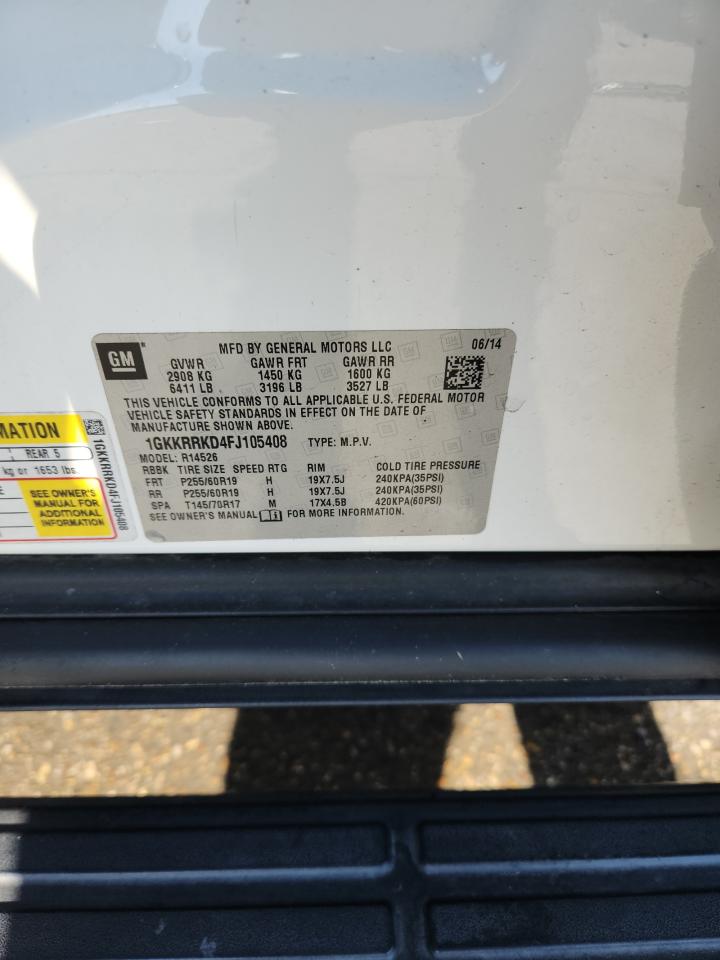 GM
MFD BY GENERAL MOTORS LLC 06/14
GVWR GAWR FRT GAWR RR
2908 KG 1450 KG 1600 KG
6411 LB 3196 LB 3527 LB
THIS VEHICLE CONFORMS TO ALL APPLICABLE U.S. FEDERAL MOTOR
VEHICLE SAFETY STANDARDS IN EFFECT ON THE DATE OF
MANUFACTURE SHOWN ABOVE.
1GKKRRKD4FJ105408 TYPE: M.P.V.
MODEL: R14526
RBBK TIRE SIZE SPEED RTG RIM COLD TIRE PRESSURE
FRT P255/60R19 H 19X7.5J 240KPA(35PSI)
RR P255/60R19 H 19X7.5J 240KPA(35PSI)
SPA T145/70R17 M 17X4.5B 420KPA(60PSI)
SEE OWNER'S MANUAL FOR MORE INFORMATION.
MATION
REAR 5
kg or 1653 lbs.
SEE OWNER'S
MANUAL FOR
ADDITIONAL
INFORMATION
1GKKRRKD4FJ105408